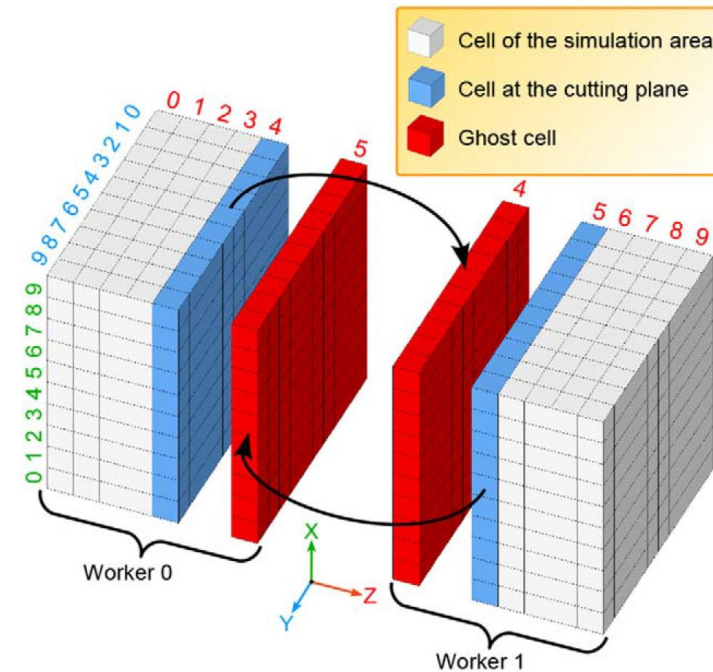 Cell of the simulation area
Cell at the cutting plane
Ghost cell
0 1 2 3 4
5
4
5 6 7 8 9
9 8 7 6 5 4 3 2 1 0
9
8
7
6
5
4
3
2
1
0
X
Y
Z
Worker 0
Worker 1